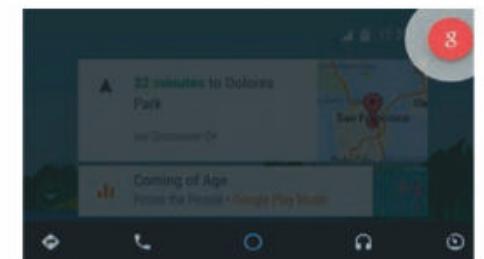 g
32 minutes to Dolores
Park
San Francisco
Coming of Age
Foster the People • Google Play Music